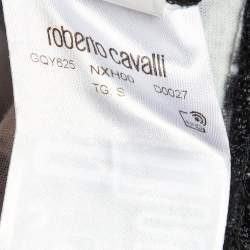 roberto cavalli
GQY625 NXH00 D0027
TG S